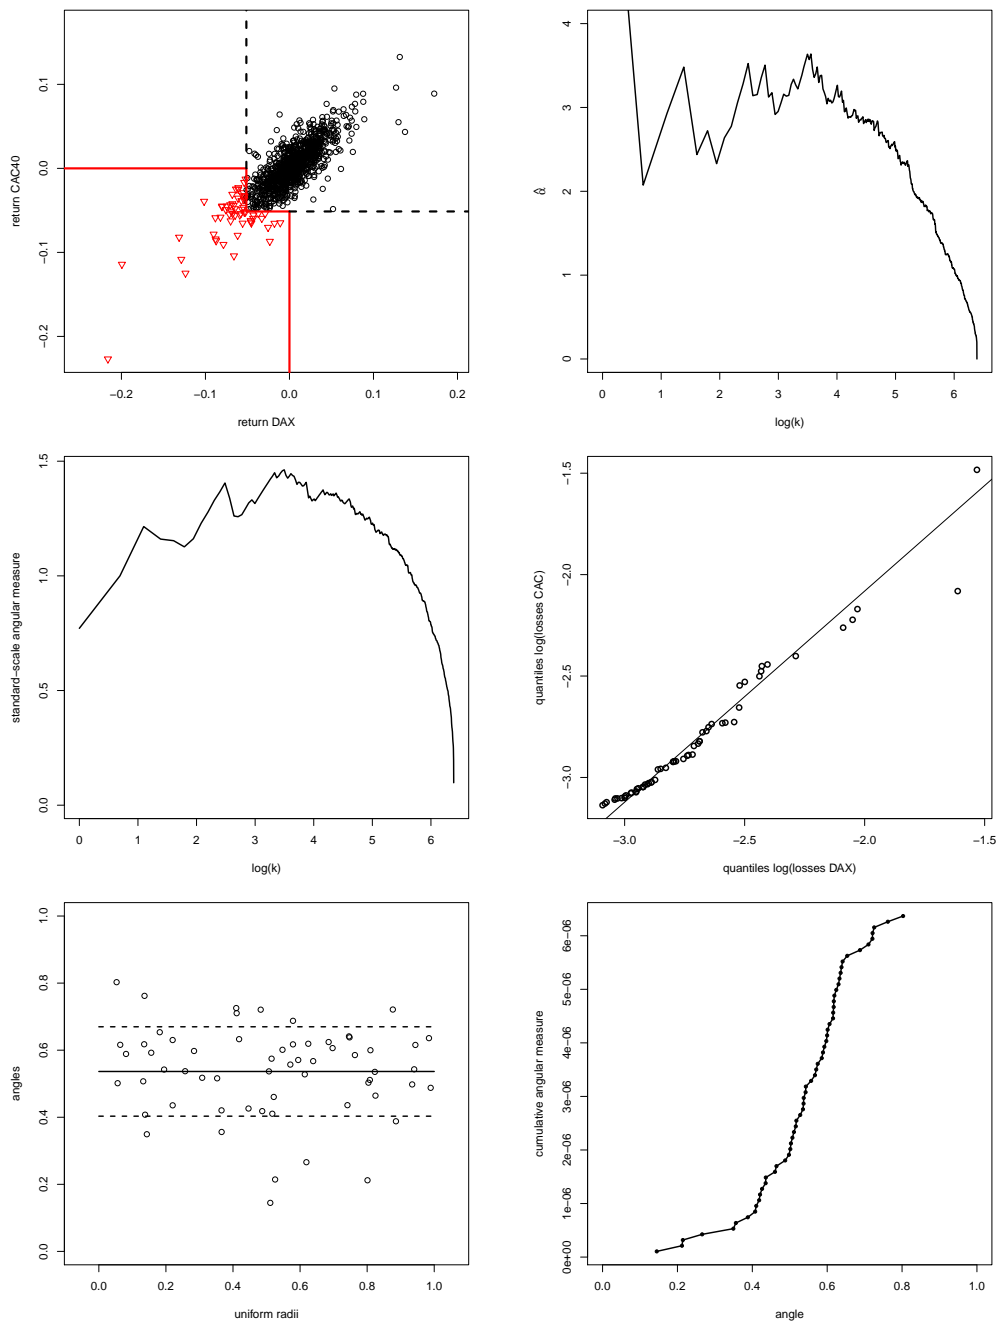 return CAC40
0.1
0.0
−0.1
−0.2
−0.2 −0.1 0.0 0.1 0.2
return DAX
α̂
4
3
2
1
0
0 1 2 3 4 5 6
log(k)
standard−scale angular measure
1.5
1.0
0.5
0.0
0 1 2 3 4 5 6
log(k)
quantiles log(losses CAC)
−1.5
−2.0
−2.5
−3.0
−3.0 −2.5 −2.0 −1.5
quantiles log(losses DAX)
angles
1.0
0.8
0.6
0.4
0.2
0.0
0.0 0.2 0.4 0.6 0.8 1.0
uniform radii
cumulative angular measure
6e−06
5e−06
4e−06
3e−06
2e−06
1e−06
0e+00
0.0 0.2 0.4 0.6 0.8 1.0
angle